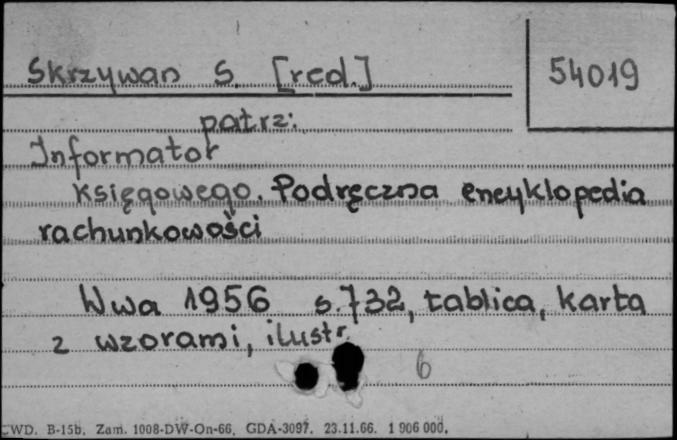 Skrzywan S. [red.]
54019
patrz:
Informator
Księgowego. Podręczna encyklopedia
rachunkowości
Wwa 1956 s.732, tablica, karta
z wzorami, ilustr.
6
CWD. B-15b. Zam. 1008-DW-On-66. GDA-3097. 23.11.66. 1 906 000.